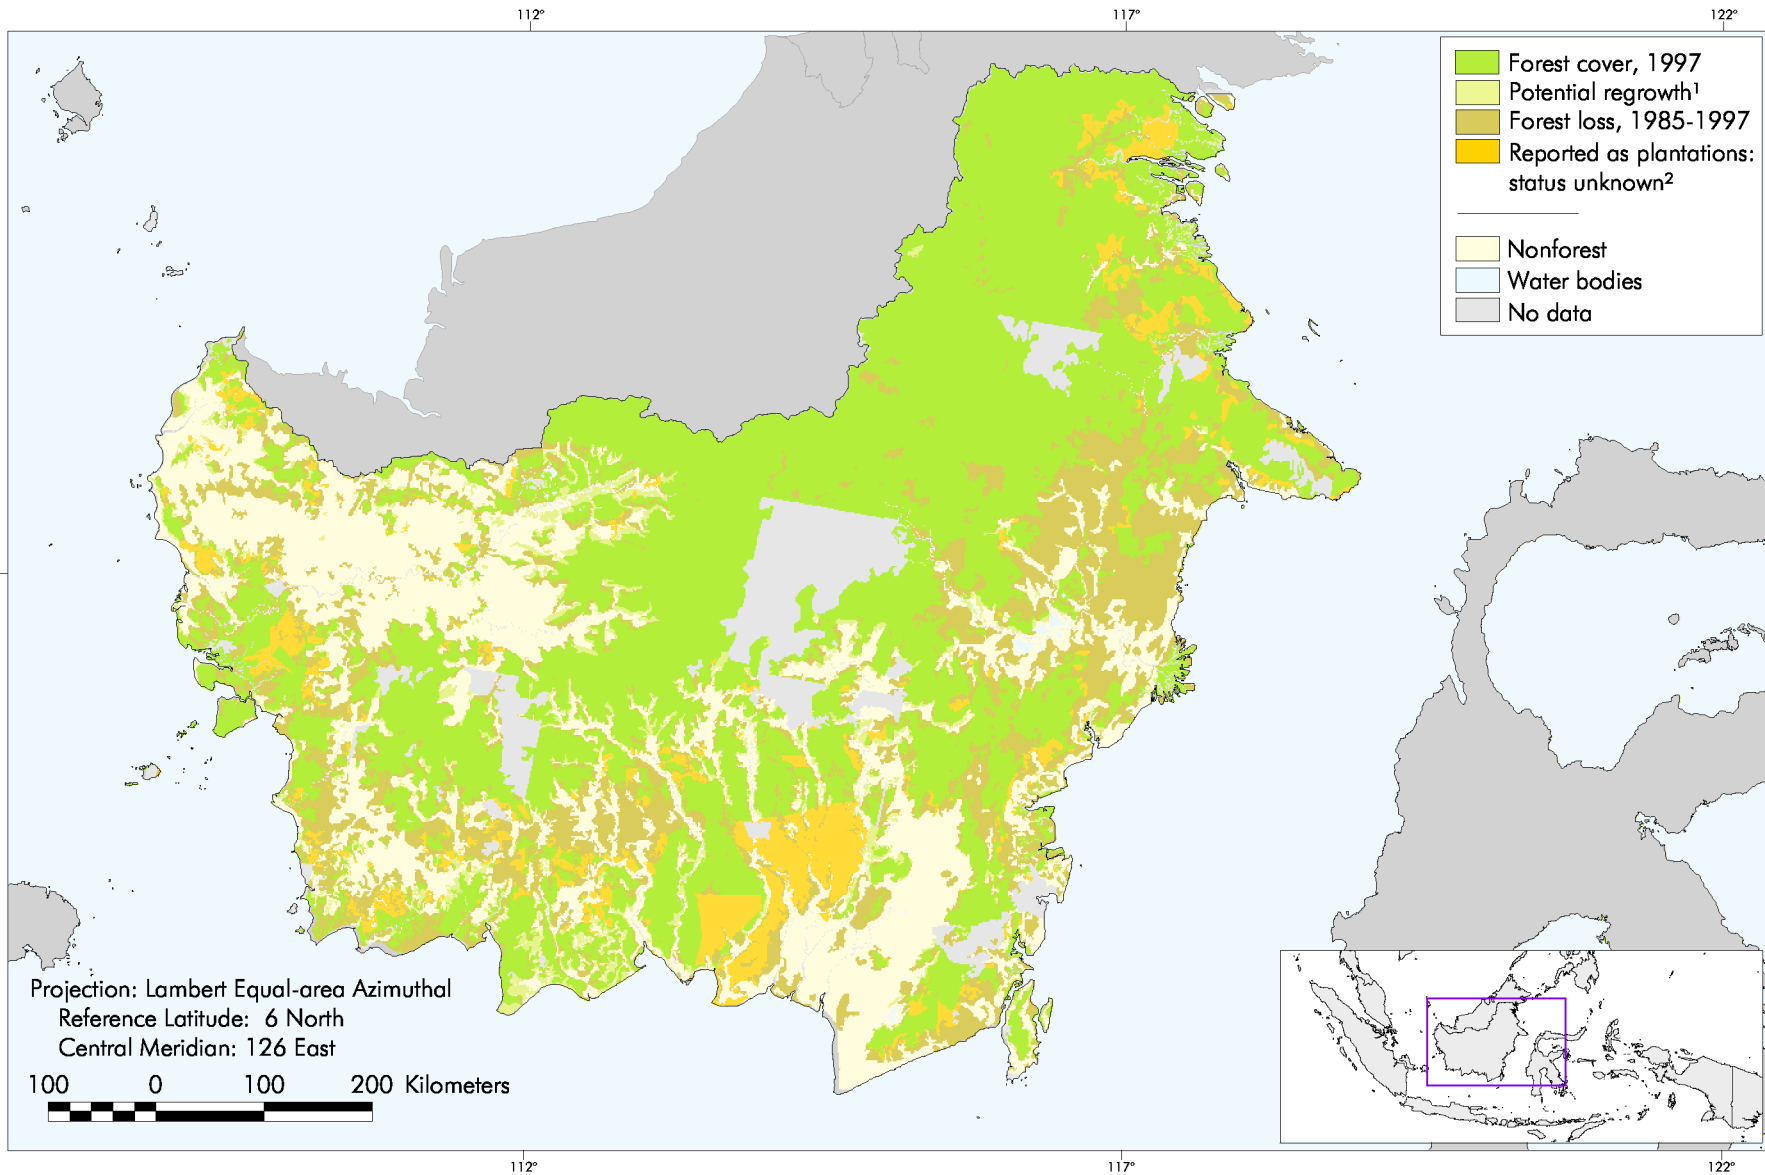 112°
117°
122°
Forest cover, 1997
Potential regrowth¹
Forest loss, 1985-1997
Reported as plantations:
status unknown²
Nonforest
Water bodies
No data
Projection: Lambert Equal-area Azimuthal
Reference Latitude: 6 North
Central Meridian: 126 East
100 0 100 200 Kilometers
112°
117°
122°